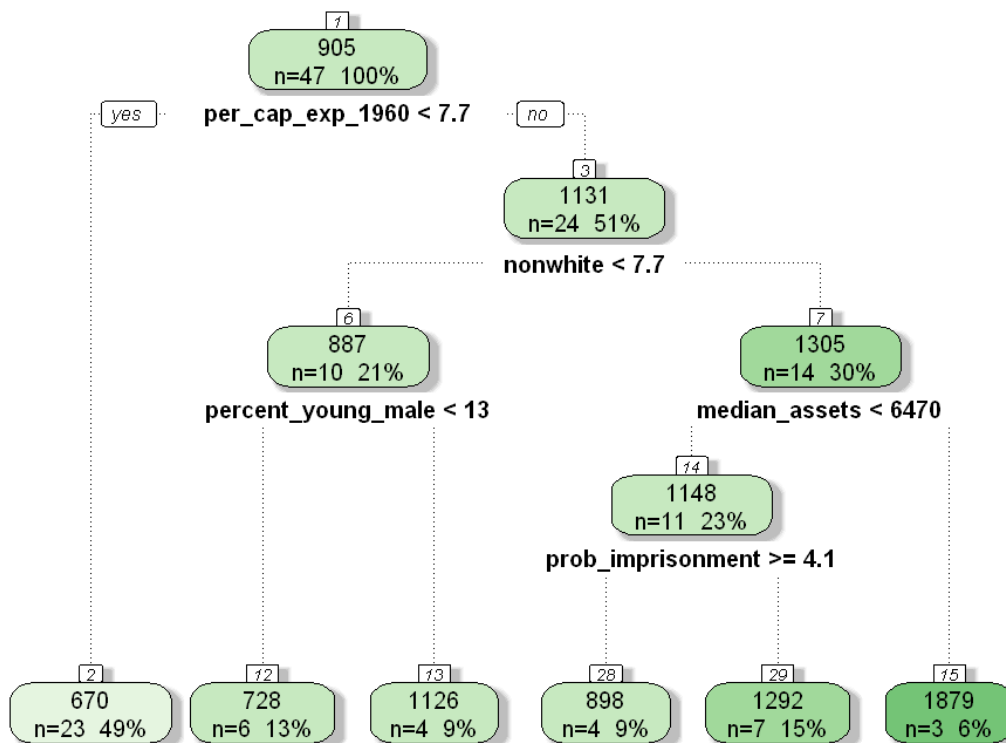 1
905
n=47 100%
yes
per_cap_exp_1960 < 7.7
no
3
1131
n=24 51%
nonwhite < 7.7
6
887
n=10 21%
7
1305
n=14 30%
percent_young_male < 13
median_assets < 6470
14
1148
n=11 23%
prob_imprisonment >= 4.1
2
670
n=23 49%
12
728
n=6 13%
13
1126
n=4 9%
28
898
n=4 9%
29
1292
n=7 15%
15
1879
n=3 6%